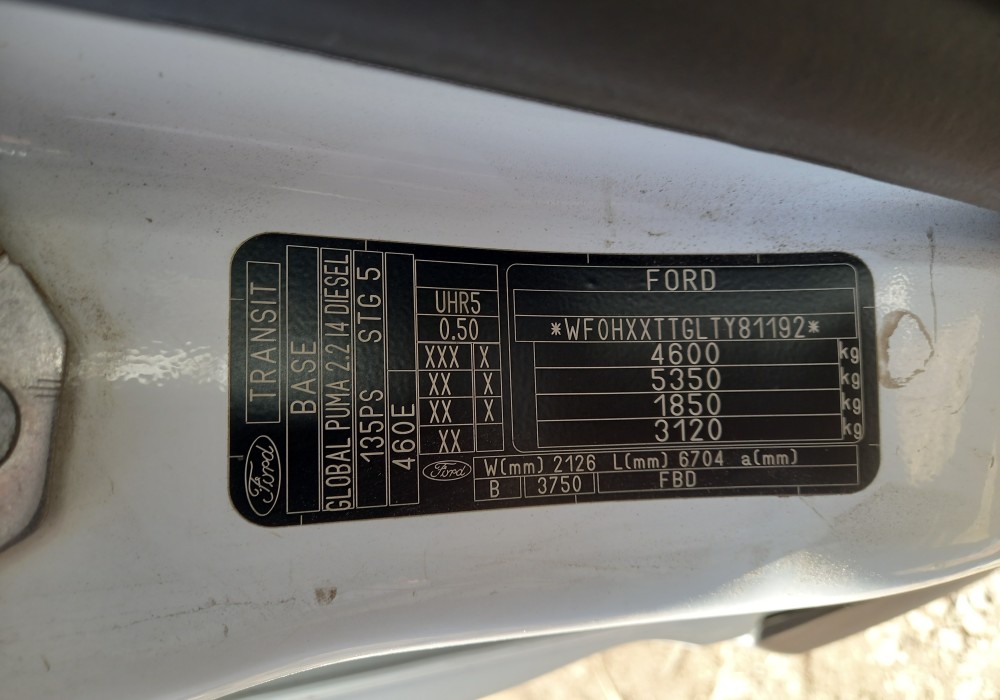 Ford
TRANSIT
BASE
GLOBAL PUMA 2.2 I4 DIESEL
135PS STG 5
460E
UHR5
0.50
XXX X
XX X
XX X
XX
Ford
FORD
*WF0HXXTTGLTY81192*
4600 kg
5350 kg
1850 kg
3120 kg
W(mm) 2126 L(mm) 6704 a(mm)
B 3750 FBD